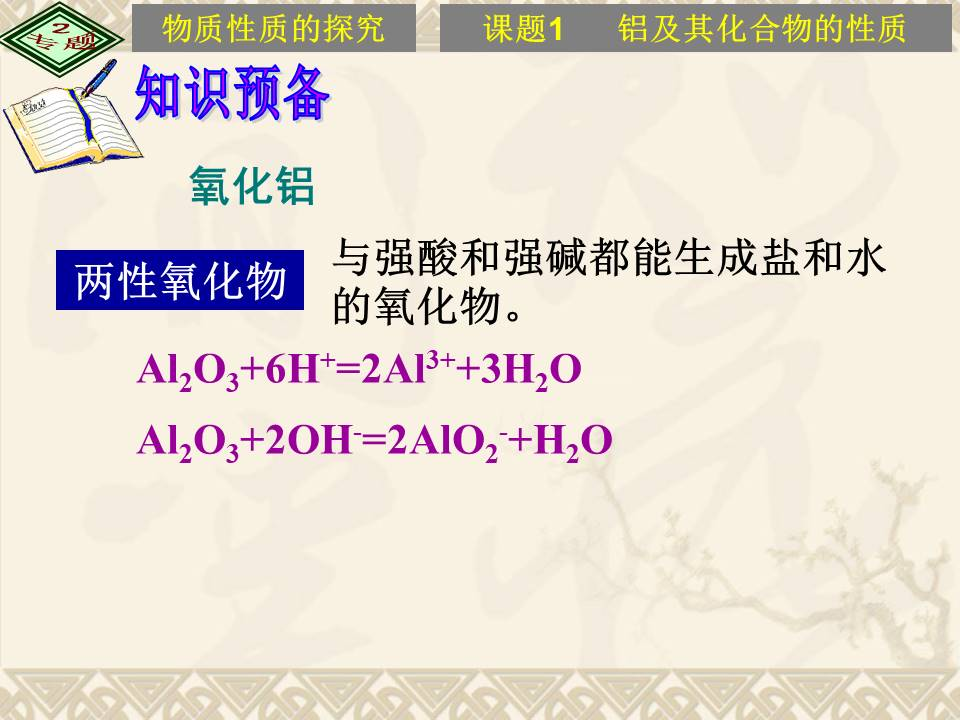 2
专题
物质性质的探究
课题1 铝及其化合物的性质
知识预备
氧化铝
两性氧化物
与强酸和强碱都能生成盐和水
的氧化物。
Al₂O₃+6H⁺=2Al³⁺+3H₂O
Al₂O₃+2OH⁻=2AlO₂⁻+H₂O